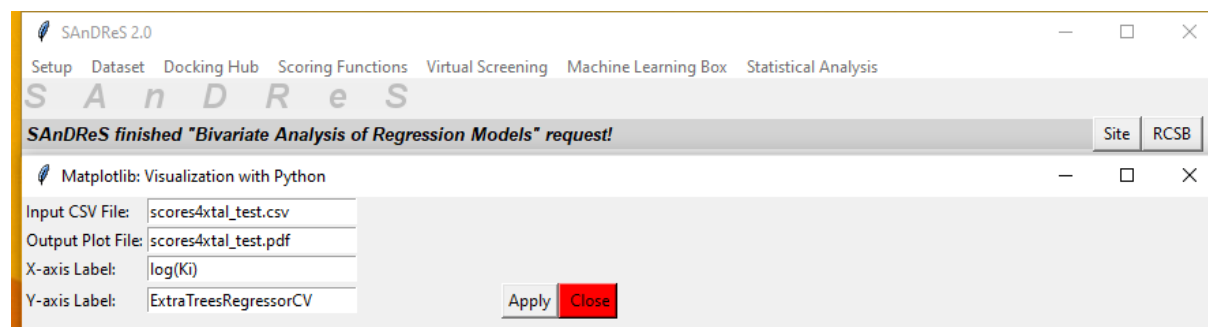 SAnDReS 2.0
Setup Dataset Docking Hub Scoring Functions Virtual Screening Machine Learning Box Statistical Analysis
S A n D R e S
SAnDReS finished "Bivariate Analysis of Regression Models" request! Site RCSB
Matplotlib: Visualization with Python
Input CSV File: scores4xtal_test.csv
Output Plot File: scores4xtal_test.pdf
X-axis Label: log(Ki)
Y-axis Label: ExtraTreesRegressorCV Apply Close